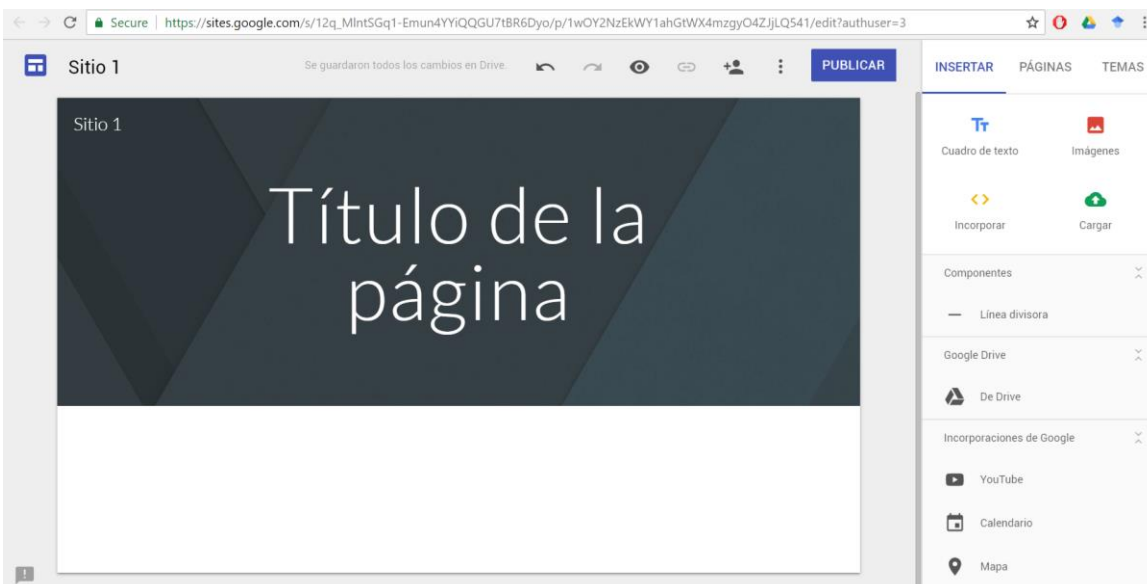 Secure | https://sites.google.com/s/12q_MlntSGq1-Emun4YYiQQGU7tBR6Dyo/p/1wOY2NzEkWY1ahGtWX4mzgyO4ZJjLQ541/edit?authuser=3
Sitio 1
Se guardaron todos los cambios en Drive.
PUBLICAR
INSERTAR PÁGINAS TEMAS
Sitio 1
Título de la
página
Tт
Cuadro de texto Imágenes
Incorporar Cargar
Componentes
Línea divisora
Google Drive
De Drive
Incorporaciones de Google
YouTube
Calendario
Mapa